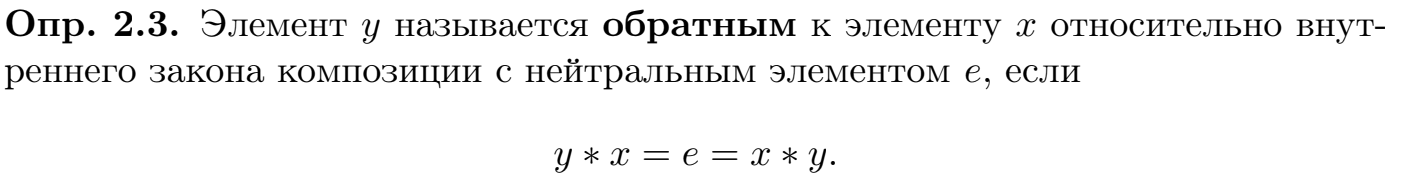 Опр. 2.3. Элемент y называется обратным к элементу x относительно внут-
реннего закона композиции с нейтральным элементом e, если
y ∗ x = e = x ∗ y.